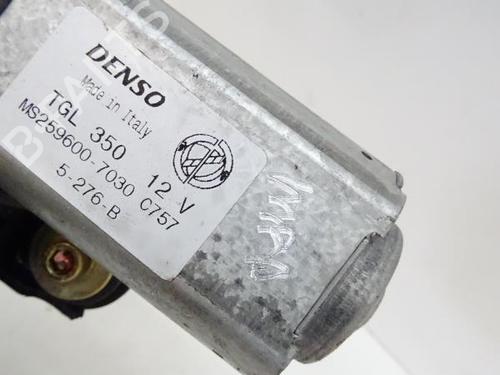 DENSO
Made in Italy
TGL 350 12 V
MS259600-7030 C757
5-276-B